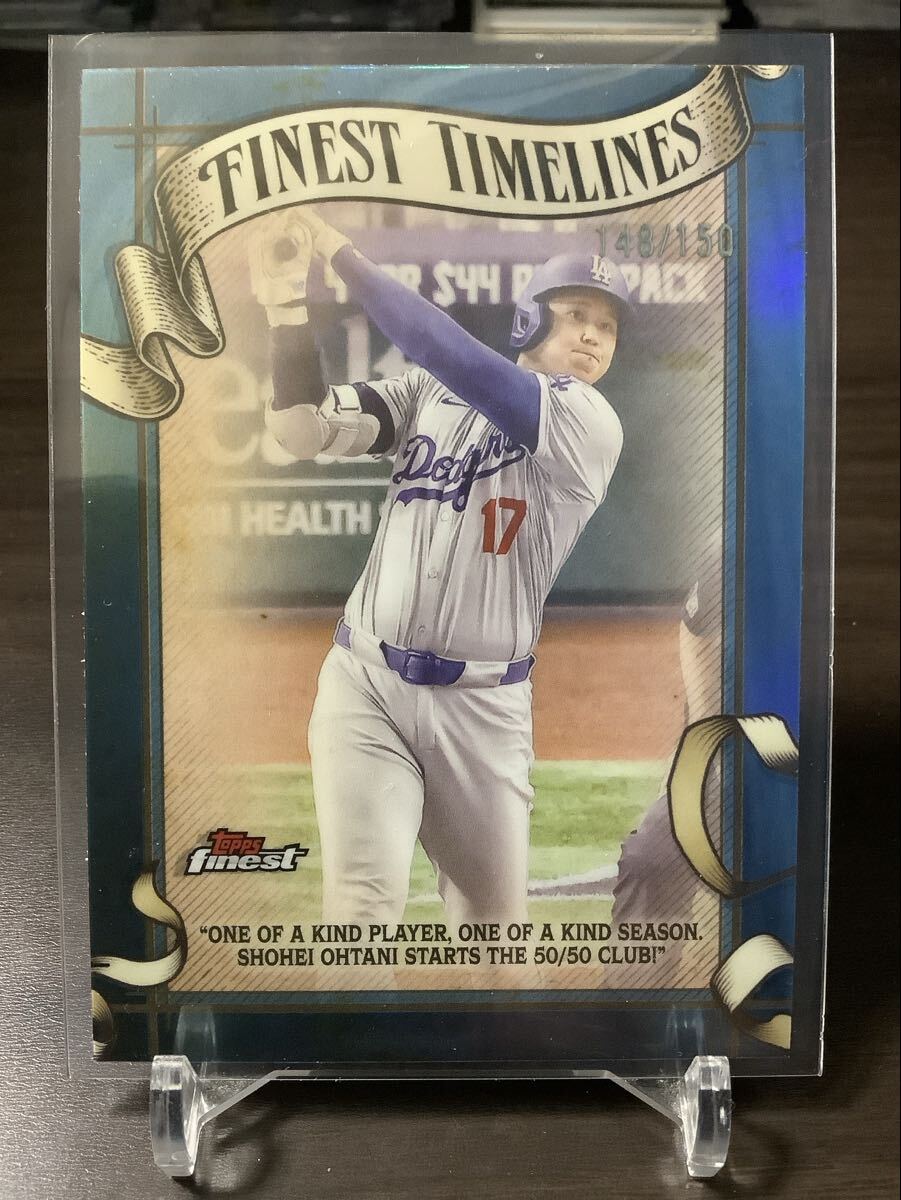 FINEST TIMELINES
148/150
LA
$44
PACK
HEALTH
Dodgers
17
Topps
finest
“ONE OF A KIND PLAYER, ONE OF A KIND SEASON.
SHOHEI OHTANI STARTS THE 50/50 CLUB!”